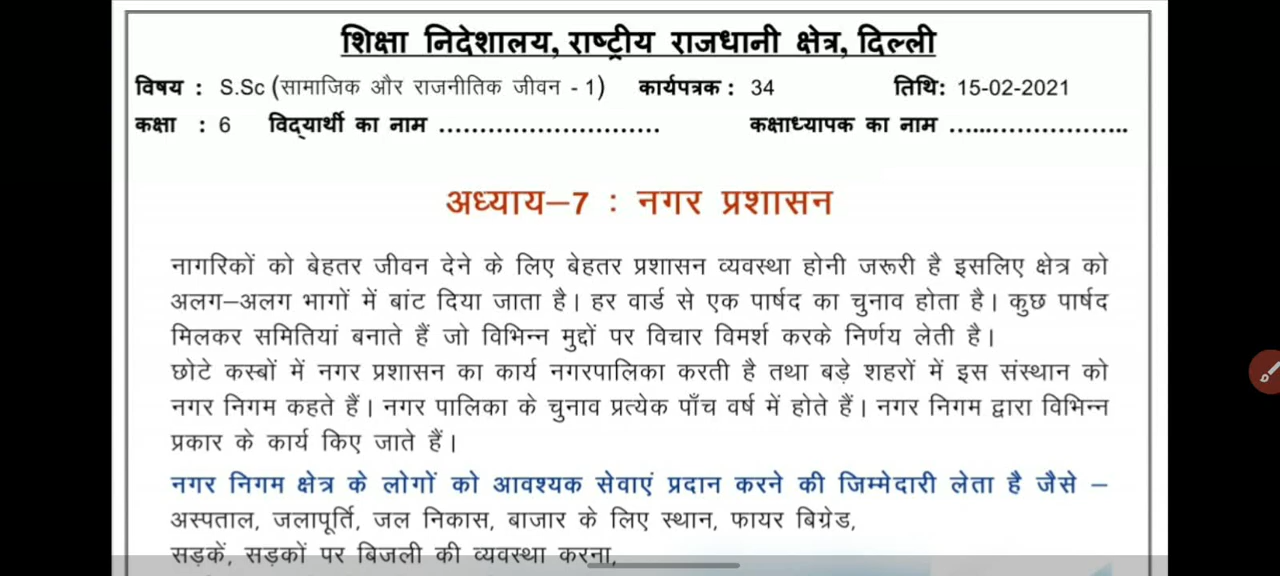 शिक्षा निदेशालय, राष्ट्रीय राजधानी क्षेत्र, दिल्ली
विषय : S.Sc (सामाजिक और राजनीतिक जीवन - 1) कार्यपत्रक : 34 तिथि: 15-02-2021
कक्षा : 6 विद्यार्थी का नाम ............................ कक्षाध्यापक का नाम ........................
अध्याय–7 : नगर प्रशासन
नागरिकों को बेहतर जीवन देने के लिए बेहतर प्रशासन व्यवस्था होनी जरूरी है इसलिए क्षेत्र को
अलग–अलग भागों में बांट दिया जाता है। हर वार्ड से एक पार्षद का चुनाव होता है। कुछ पार्षद
मिलकर समितियां बनाते हैं जो विभिन्न मुद्दों पर विचार विमर्श करके निर्णय लेती है।
छोटे कस्बों में नगर प्रशासन का कार्य नगरपालिका करती है तथा बड़े शहरों में इस संस्थान को
नगर निगम कहते हैं। नगर पालिका के चुनाव प्रत्येक पाँच वर्ष में होते हैं। नगर निगम द्वारा विभिन्न
प्रकार के कार्य किए जाते हैं।
नगर निगम क्षेत्र के लोगों को आवश्यक सेवाएं प्रदान करने की जिम्मेदारी लेता है जैसे –
अस्पताल, जलापूर्ति, जल निकास, बाजार के लिए स्थान, फायर बिग्रेड,
सड़कें, सड़कों पर बिजली की व्यवस्था करना,